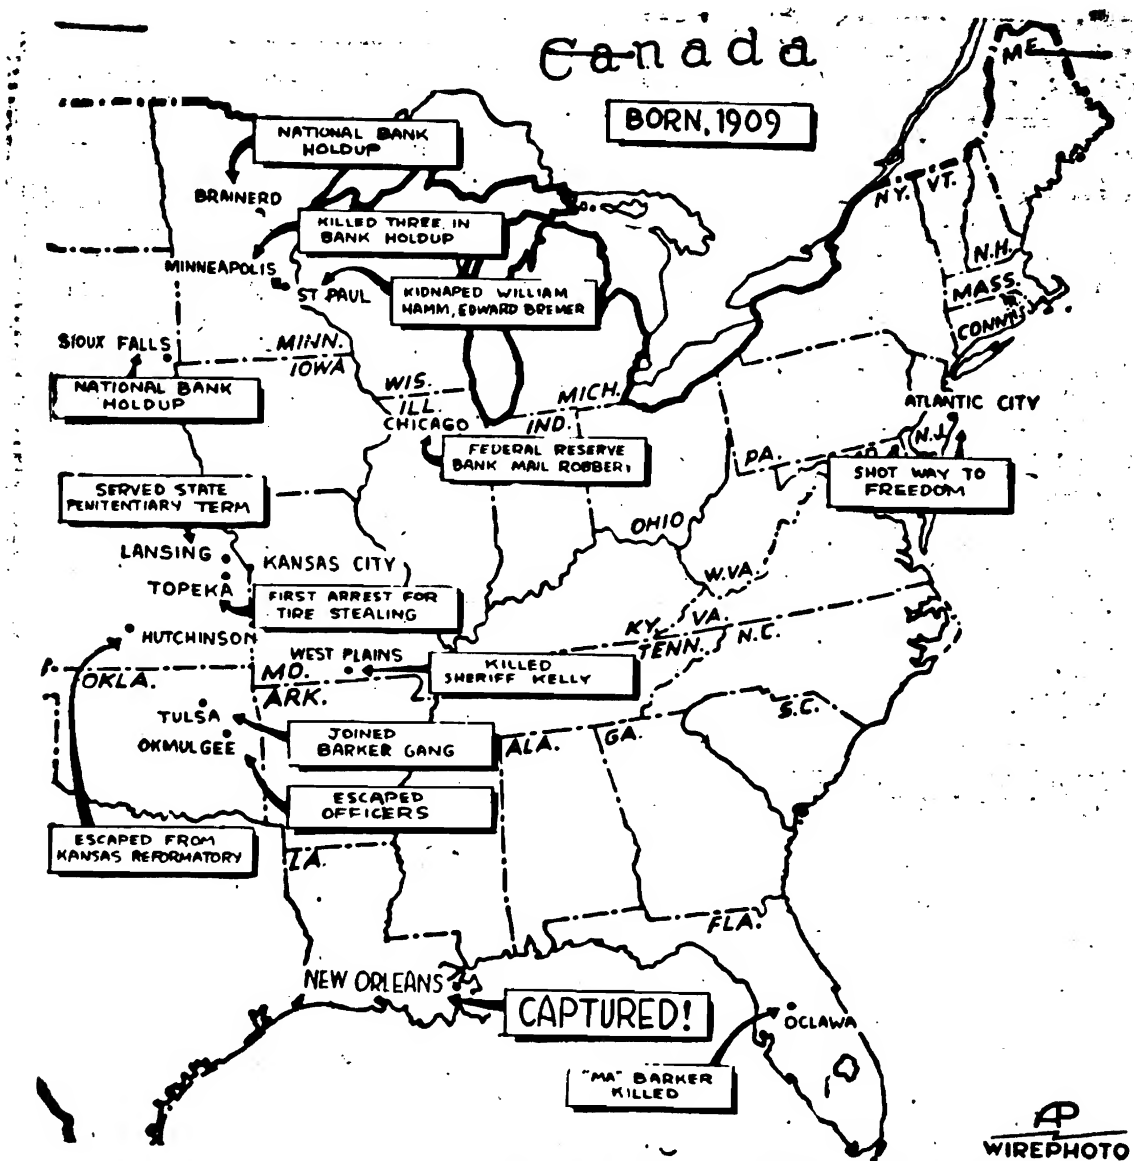 Canada
ME.
BORN, 1909
NATIONAL BANK
HOLDUP
BRAINERD
N.Y.
VT.
KILLED THREE IN
BANK HOLDUP
N.H.
MINNEAPOLIS
MASS.
ST PAUL
KIDNAPED WILLIAM
HAMM, EDWARD BREMER
CONN.
SIOUX FALLS
MINN.
IOWA
NATIONAL BANK
HOLDUP
WIS.
ILL.
MICH.
IND.
CHICAGO
ATLANTIC CITY
N.J.
FEDERAL RESERVE
BANK MAIL ROBBERY
PA.
SHOT WAY TO
FREEDOM
SERVED STATE
PENITENTIARY TERM
OHIO
LANSING
KANSAS CITY
W.VA.
TOPEKA
FIRST ARREST FOR
TIRE STEALING
KY.
VA.
TENN.
N.C.
HUTCHINSON
WEST PLAINS
KILLED
SHERIFF KELLY
OKLA.
MO.
ARK.
S.C.
TULSA
OKMULGEE
JOINED
BARKER GANG
ALA.
GA.
ESCAPED
OFFICERS
ESCAPED FROM
KANSAS REFORMATORY
LA.
FLA.
NEW ORLEANS
CAPTURED!
OCLAWA
"MA" BARKER
KILLED
AP
WIREPHOTO